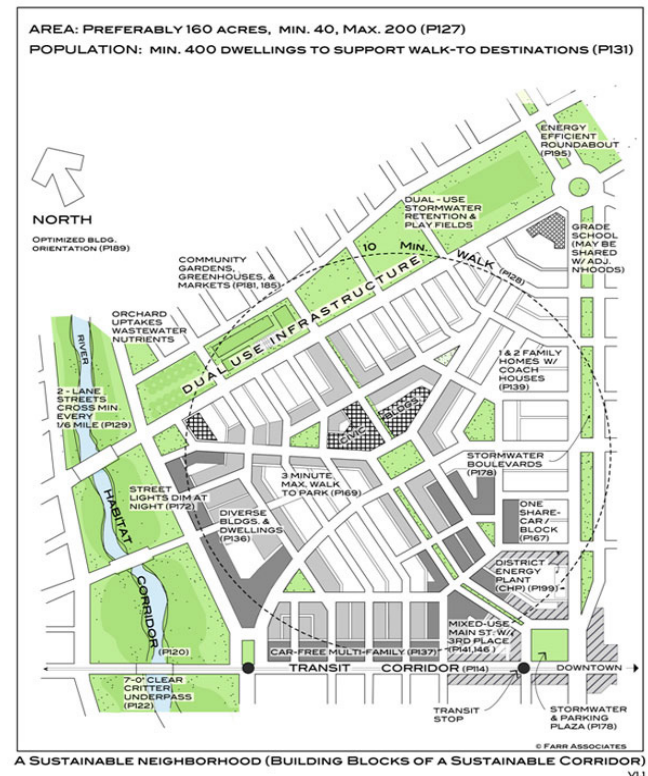 AREA: PREFERABLY 160 ACRES, MIN. 40, MAX. 200 (P127)
POPULATION: MIN. 400 DWELLINGS TO SUPPORT WALK-TO DESTINATIONS (P131)
ENERGY
EFFICIENT
ROUNDABOUT
(P195)
NORTH
OPTIMIZED BLDG.
ORIENTATION (P189)
DUAL - USE
STORMWATER
RETENTION &
PLAY FIELDS
GRADE
SCHOOL
(MAY BE
SHARED
W/ ADJ.
N'HOODS)
10 MIN. WALK (P128)
COMMUNITY
GARDENS,
GREENHOUSES, &
MARKETS (P181, 185)
DUAL USE INFRASTRUCTURE
ORCHARD
UPTAKES
WASTEWATER
NUTRIENTS
RIVER
1 & 2 FAMILY
HOMES W/
COACH
HOUSES
(P139)
2 - LANE
STREETS
CROSS MIN
EVERY
1/6 MILE (P129)
CIVIC BLDGS
STORMWATER
BOULEVARDS
(P178)
3 MINUTE
MAX. WALK
TO PARK (P169)
STREET
LIGHTS DIM AT
NIGHT (P172)
HABITAT CORRIDOR
DIVERSE
BLDGS. &
DWELLINGS
(P136)
ONE
SHARE-
CAR/
BLOCK
(P167)
DISTRICT
ENERGY
PLANT
(CHP) (P199)
MIXED-USE
MAIN ST. W/
3RD PLACE
(P141,146)
(P120)
CAR-FREE MULTI-FAMILY (P137)
TRANSIT CORRIDOR (P114)
DOWNTOWN
7'-0" CLEAR
CRITTER
UNDERPASS
(P122)
TRANSIT
STOP
STORMWATER
& PARKING
PLAZA (P178)
© FARR ASSOCIATES
A SUSTAINABLE NEIGHBORHOOD (BUILDING BLOCKS OF A SUSTAINABLE CORRIDOR)